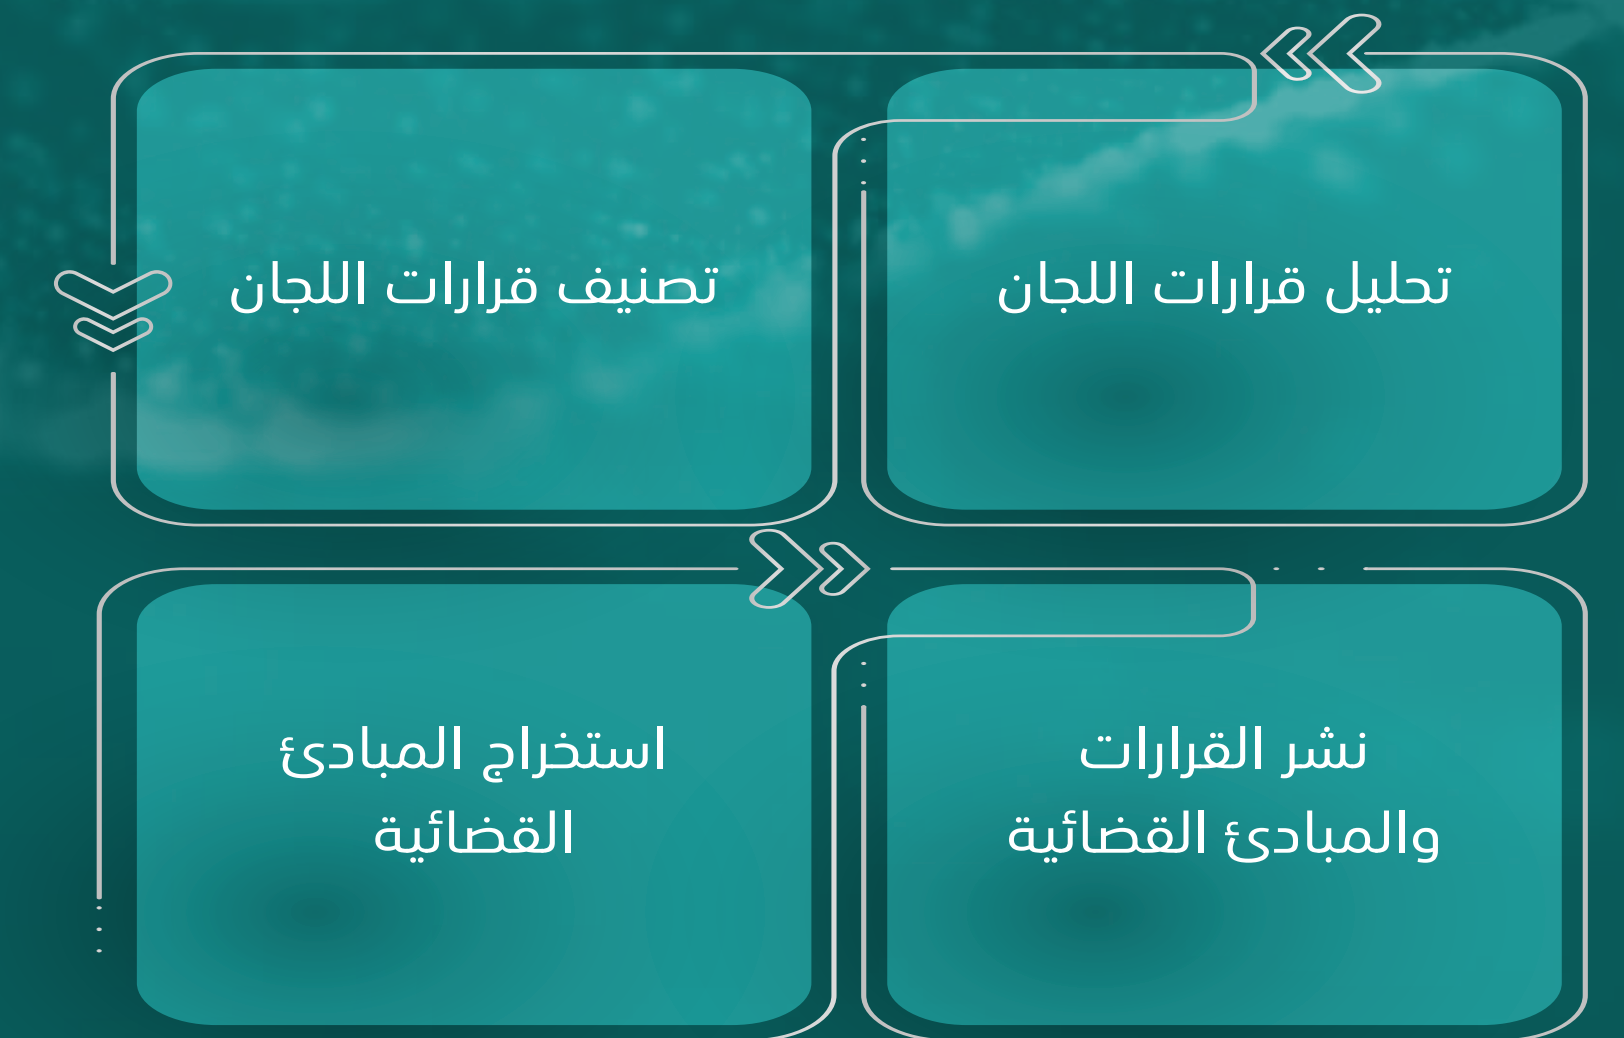 تحليل قرارات اللجان
تصنيف قرارات اللجان
استخراج المبادئ
القضائية
نشر القرارات
والمبادئ القضائية